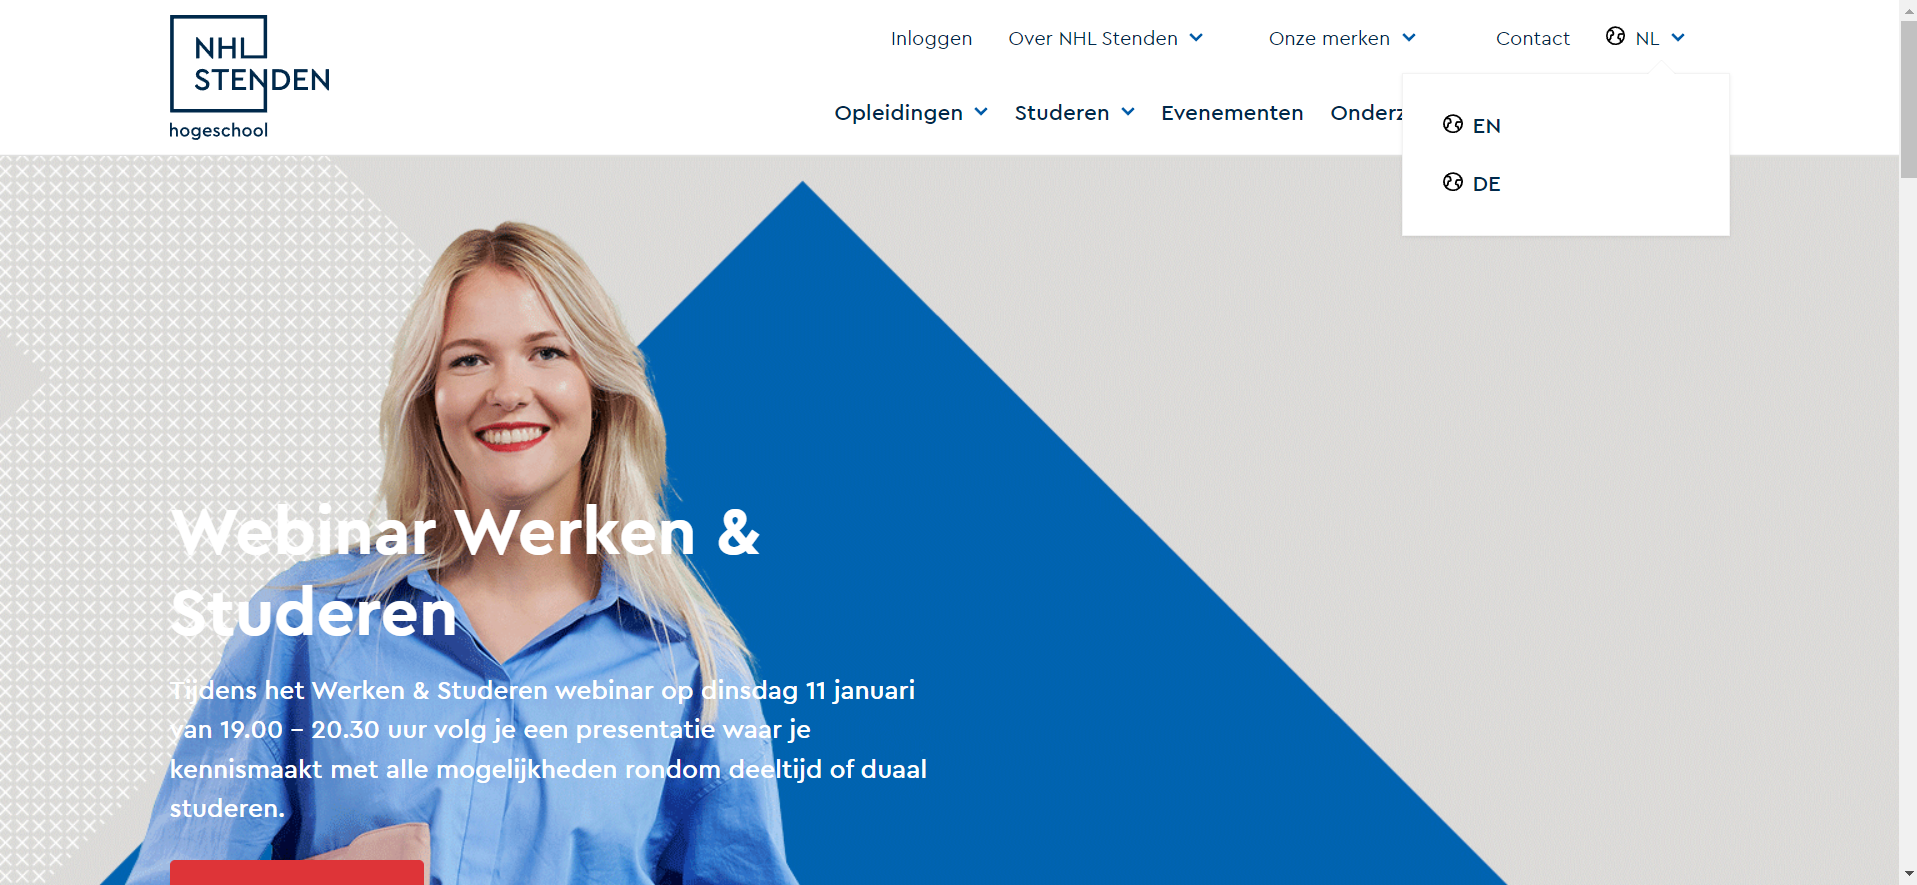 NHL
STENDEN
hogeschool
Inloggen Over NHL Stenden Onze merken Contact NL
Opleidingen Studeren Evenementen
EN
DE
Webinar Werken &
Studeren
Tijdens het Werken & Studeren webinar op dinsdag 11 januari
van 19.00 – 20.30 uur volg je een presentatie waar je
kennismaakt met alle mogelijkheden rondom deeltijd of duaal
studeren.